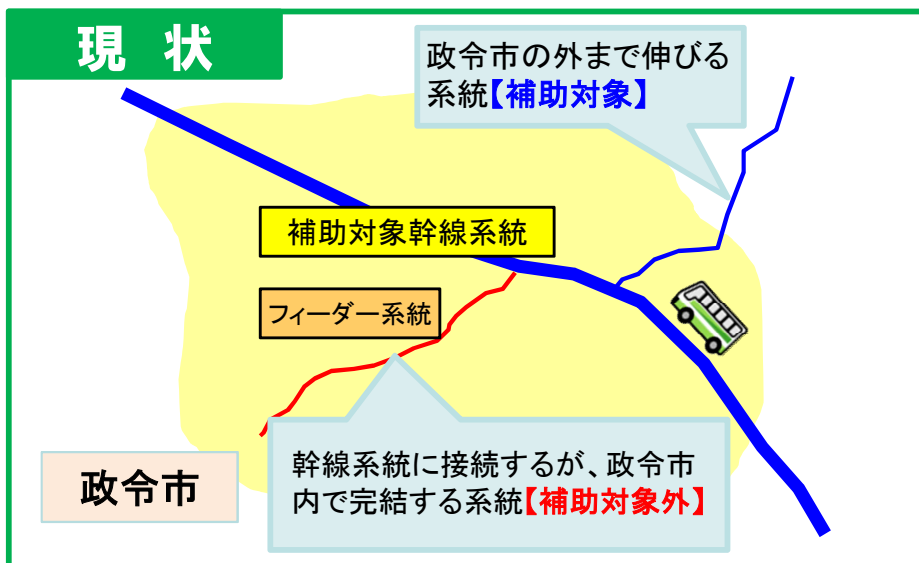 現 状
政令市の外まで伸びる
系統【補助対象】
補助対象幹線系統
フィーダー系統
幹線系統に接続するが、政令市
内で完結する系統【補助対象外】
政令市